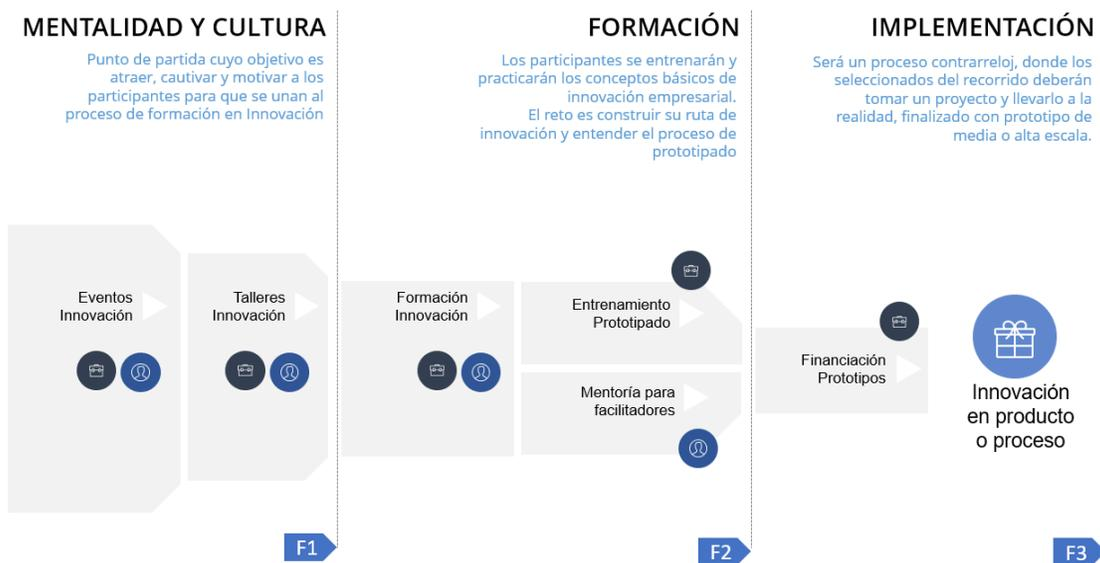 MENTALIDAD Y CULTURA
Punto de partida cuyo objetivo es
atraer, cautivar y motivar a los
participantes para que se unan al
proceso de formación en Innovación
FORMACIÓN
Los participantes se entrenarán y
practicarán los conceptos básicos de
innovación empresarial.
El reto es construir su ruta de
innovación y entender el proceso de
prototipado
IMPLEMENTACIÓN
Será un proceso contrarreloj, donde los
seleccionados del recorrido deberán
tomar un proyecto y llevarlo a la
realidad, finalizado con prototipo de
media o alta escala.
Eventos
Innovación
Talleres
Innovación
Formación
Innovación
Entrenamiento
Prototipado
Mentoría para
facilitadores
Financiación
Prototipos
Innovación
en producto
o proceso
F1
F2
F3